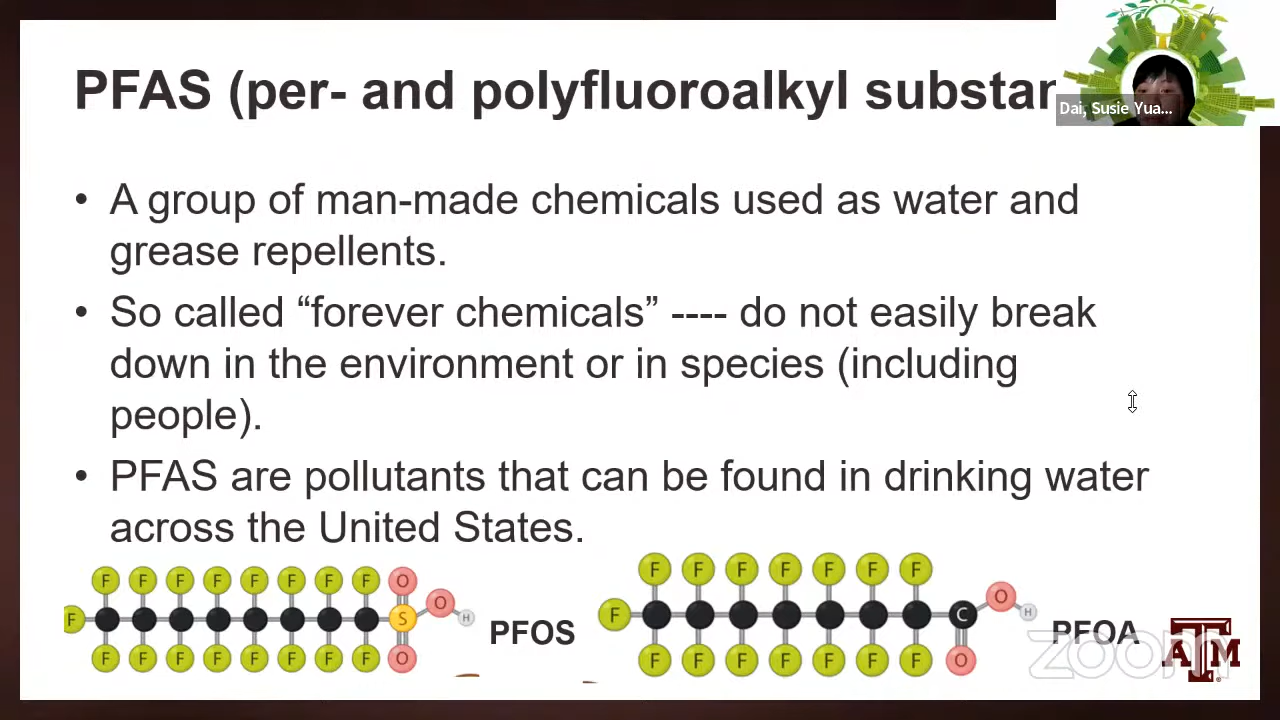 PFAS (per- and polyfluoroalkyl substan
Dai, Susie Yua...
• A group of man-made chemicals used as water and
grease repellents.
• So called “forever chemicals” ---- do not easily break
down in the environment or in species (including
people).
• PFAS are pollutants that can be found in drinking water
across the United States.
F F F F F F F F O
F S O H
F F F F F F F F O
PFOS
F F F F F F F
F C O H
F F F F F F F O
PFOA
zoom
ATM